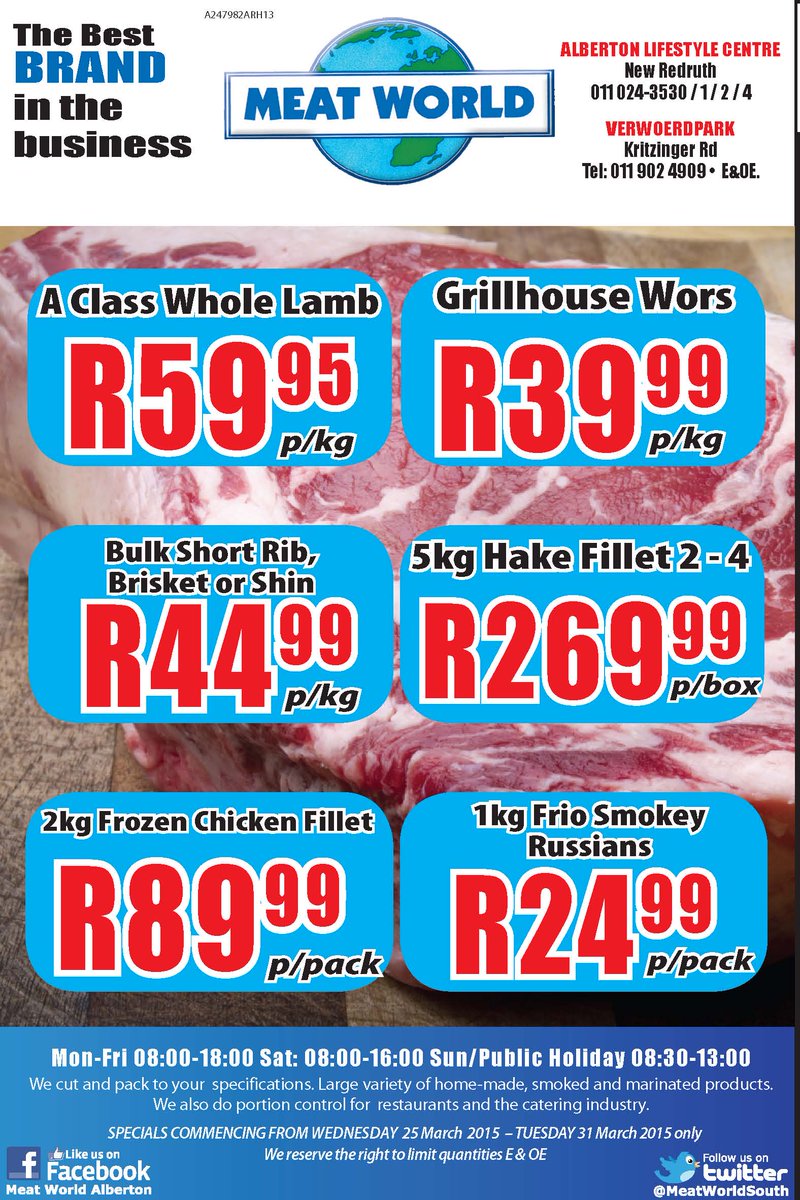 A247982ARH13
The Best
BRAND
in the
business
MEAT WORLD
ALBERTON LIFESTYLE CENTRE
New Redruth
011 024-3530 / 1 / 2 / 4
VERWOERDPARK
Kritzinger Rd
Tel: 011 902 4909 • E&OE.
A Class Whole Lamb
R59 95
p/kg
Grillhouse Wors
R39 99
p/kg
Bulk Short Rib,
Brisket or Shin
R44 99
p/kg
5kg Hake Fillet 2 - 4
R269 99
p/box
2kg Frozen Chicken Fillet
R89 99
p/pack
1kg Frio Smokey
Russians
R24 99
p/pack
Mon-Fri 08:00-18:00 Sat: 08:00-16:00 Sun/Public Holiday 08:30-13:00
We cut and pack to your specifications. Large variety of home-made, smoked and marinated products.
We also do portion control for restaurants and the catering industry.
SPECIALS COMMENCING FROM WEDNESDAY 25 March 2015 – TUESDAY 31 March 2015 only
We reserve the right to limit quantities E & OE
f
Like us on
Facebook
Meat World Alberton
Follow us on
twitter
@MeatWorldSouth